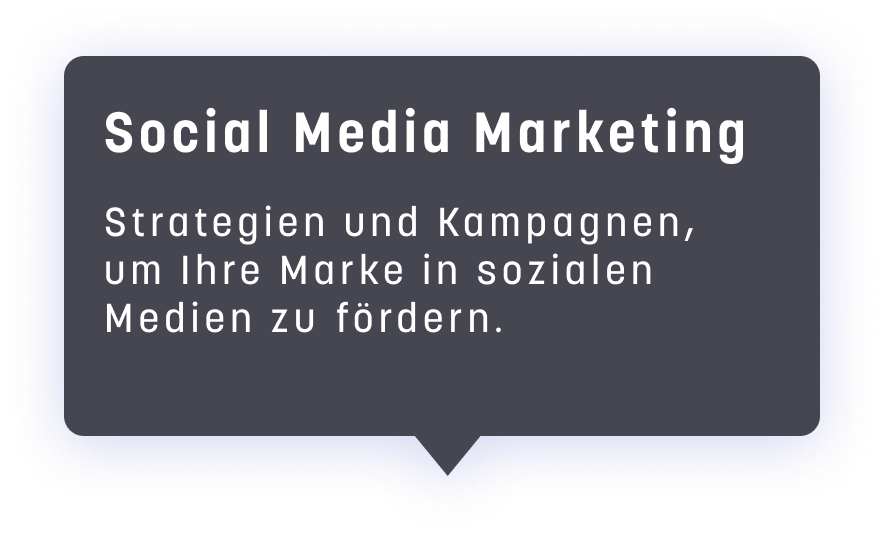 Social Media Marketing
Strategien und Kampagnen,
um Ihre Marke in sozialen
Medien zu fördern.